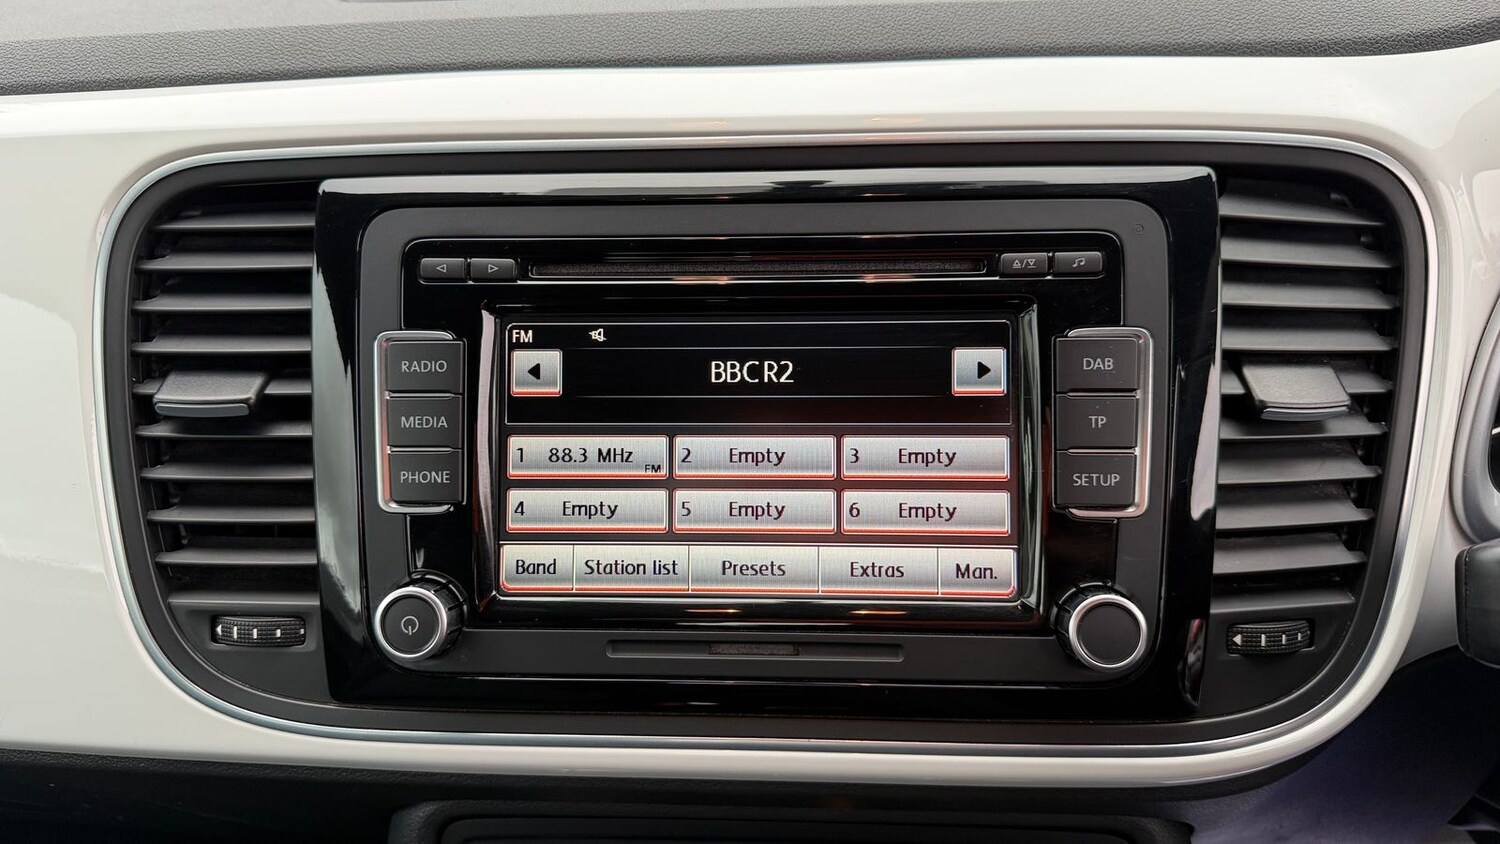 RADIO
MEDIA
PHONE
FM
BBC R2
1 88.3 MHz FM
2 Empty
3 Empty
4 Empty
5 Empty
6 Empty
Band Station list Presets Extras Man.
DAB
TP
SETUP